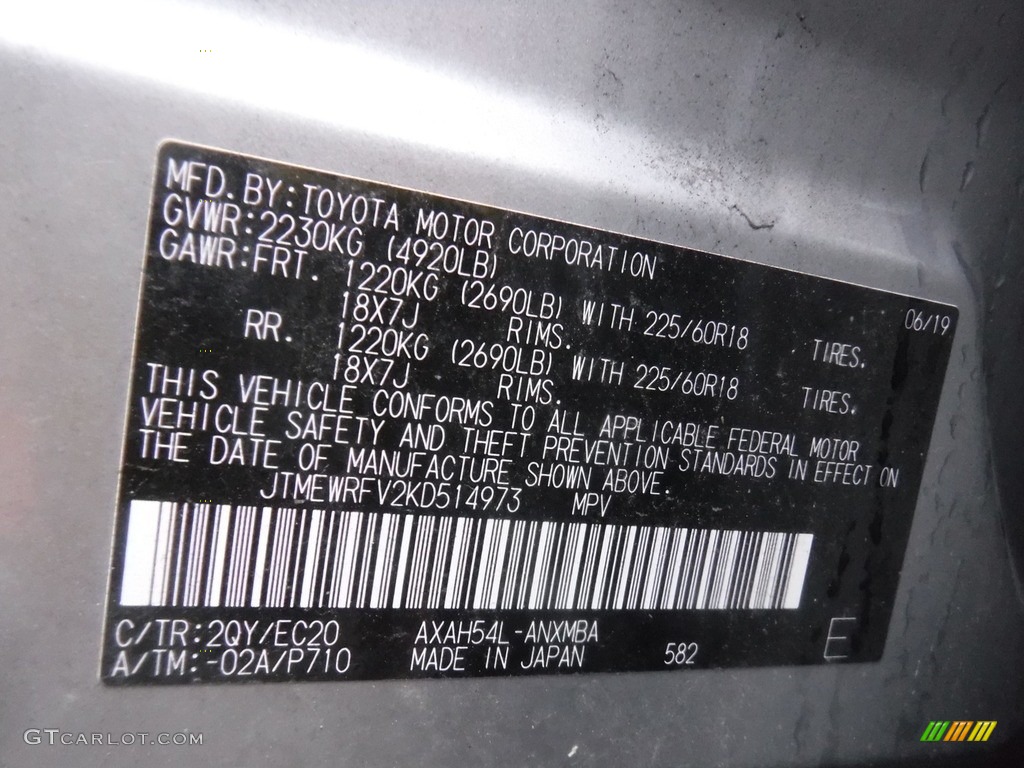 MFD. BY: TOYOTA MOTOR CORPORATION 06/19
GVWR: 2230KG (4920LB)
GAWR: FRT. 1220KG (2690LB) WITH 225/60R18 TIRES.
18X7J RIMS.
RR. 1220KG (2690LB) WITH 225/60R18 TIRES.
18X7J RIMS.
THIS VEHICLE CONFORMS TO ALL APPLICABLE FEDERAL MOTOR
VEHICLE SAFETY AND THEFT PREVENTION STANDARDS IN EFFECT ON
THE DATE OF MANUFACTURE SHOWN ABOVE.
JTMEWRFV2KD514973 MPV
C/TR: 2QY/EC20 AXAH54L-ANXMBA
A/TM: -02A/P710 MADE IN JAPAN 582 E
GTCARLOT.COM